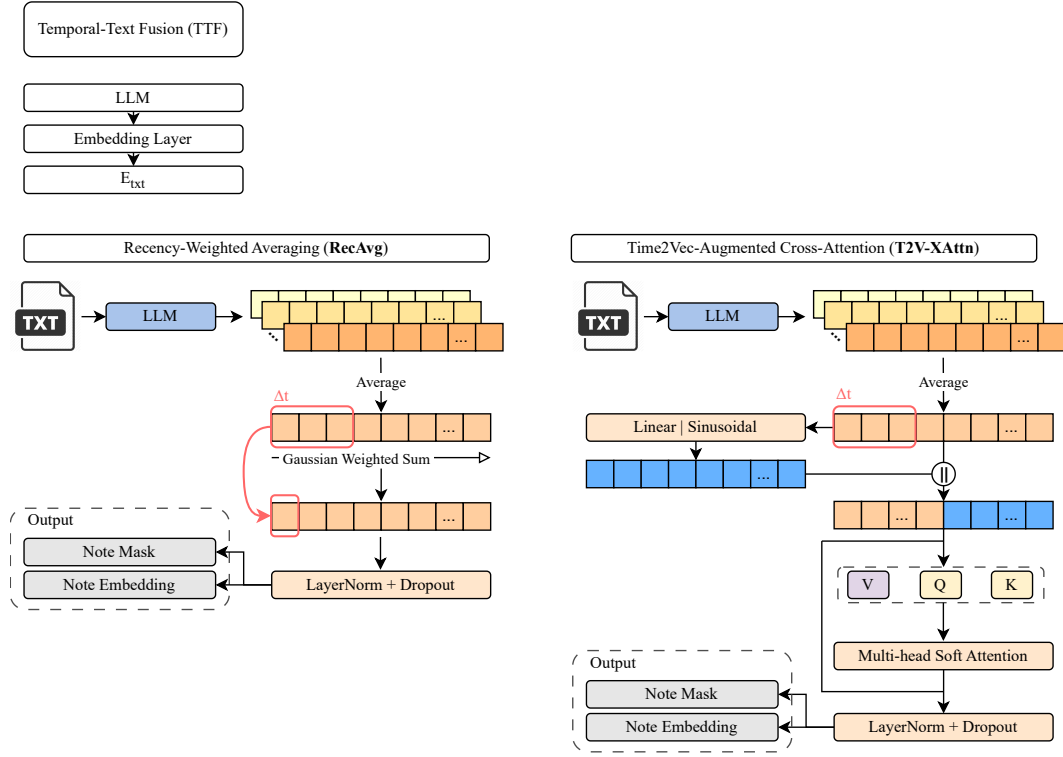 Temporal-Text Fusion (TTF)
LLM
Embedding Layer
E_txt
Recency-Weighted Averaging (RecAvg)
TXT
LLM
...
...
Average
Δt
...
Gaussian Weighted Sum
...
Output
Note Mask
Note Embedding
LayerNorm + Dropout
Time2Vec-Augmented Cross-Attention (T2V-XAttn)
TXT
LLM
...
...
Average
Δt
Linear | Sinusoidal
...
...
||
... ...
V Q K
Multi-head Soft Attention
Output
Note Mask
Note Embedding
LayerNorm + Dropout